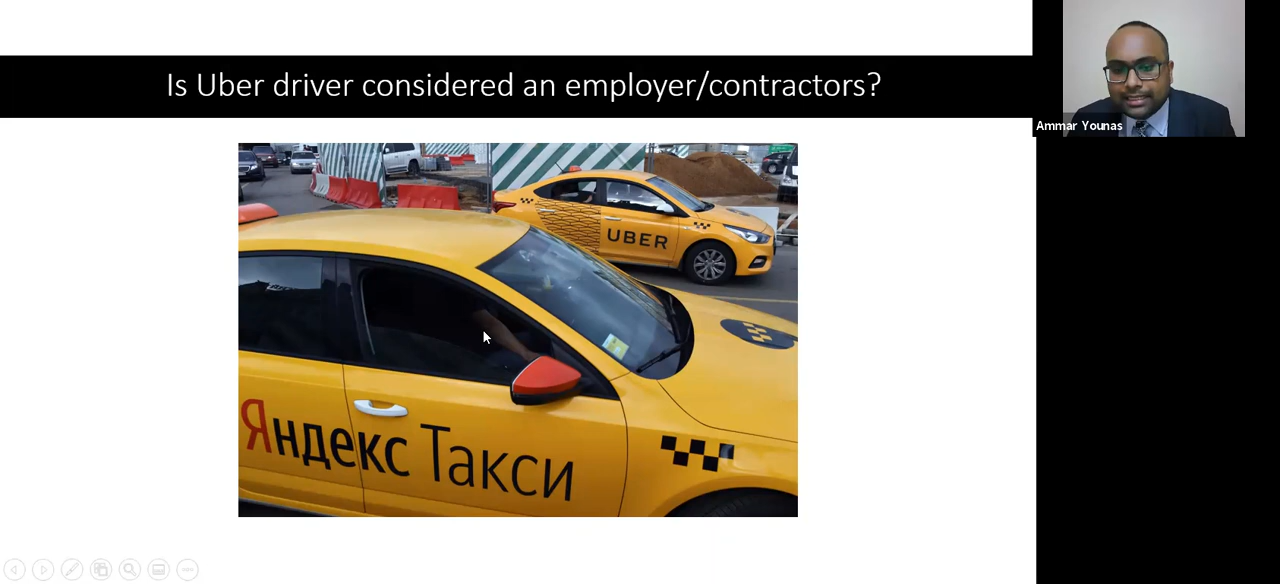 Is Uber driver considered an employer/contractors?
Ammar Younas
UBER
Яндекс Такси